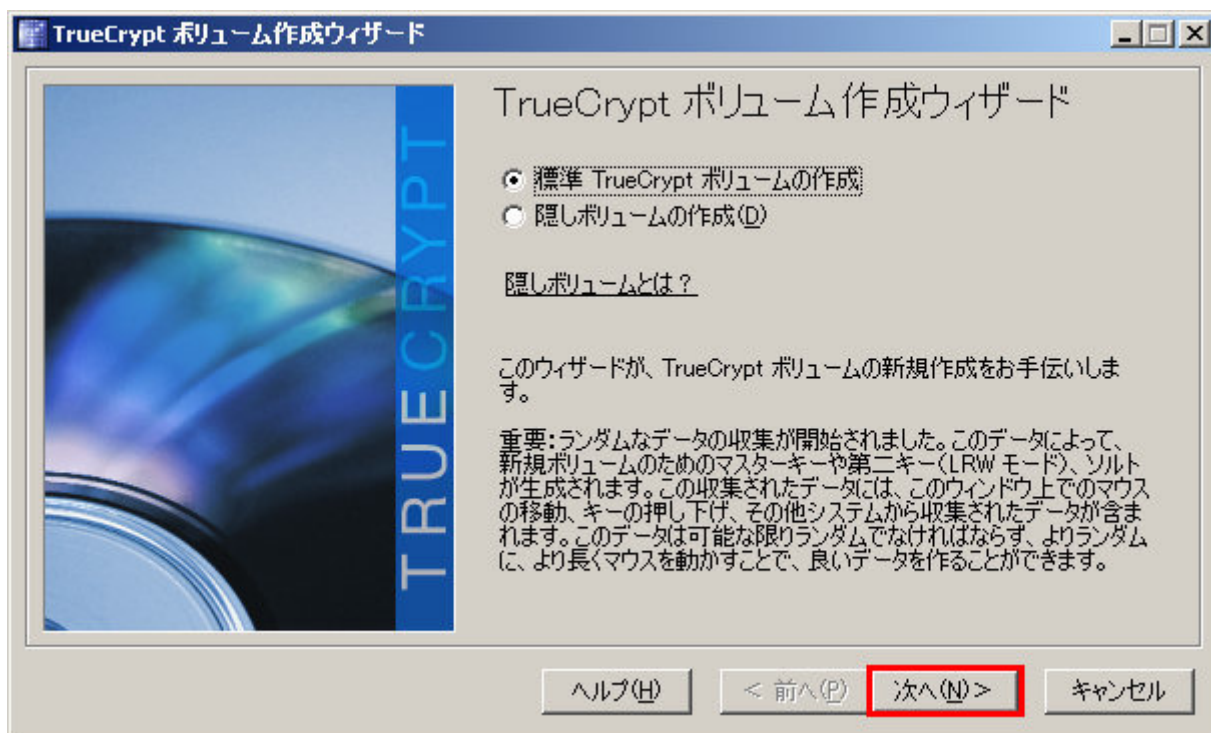 TrueCrypt ボリューム作成ウィザード
TrueCrypt ボリューム作成ウィザード
標準 TrueCrypt ボリュームの作成
隠しボリュームの作成(D)
隠しボリュームとは?
このウィザードが、TrueCrypt ボリュームの新規作成をお手伝いしま
す。
重要:ランダムなデータの収集が開始されました。このデータによって、
新規ボリュームのためのマスターキーや第二キー(LRW モード)、ソルト
が生成されます。この収集されたデータには、このウィンドウ上でのマウス
の移動、キーの押し下げ、その他システムから収集されたデータが含ま
れます。このデータは可能な限りランダムでなければならず、よりランダム
に、より長くマウスを動かすことで、良いデータを作ることができます。
TRUECRYPT
ヘルプ(H)
< 前へ(P)
次へ(N) >
キャンセル